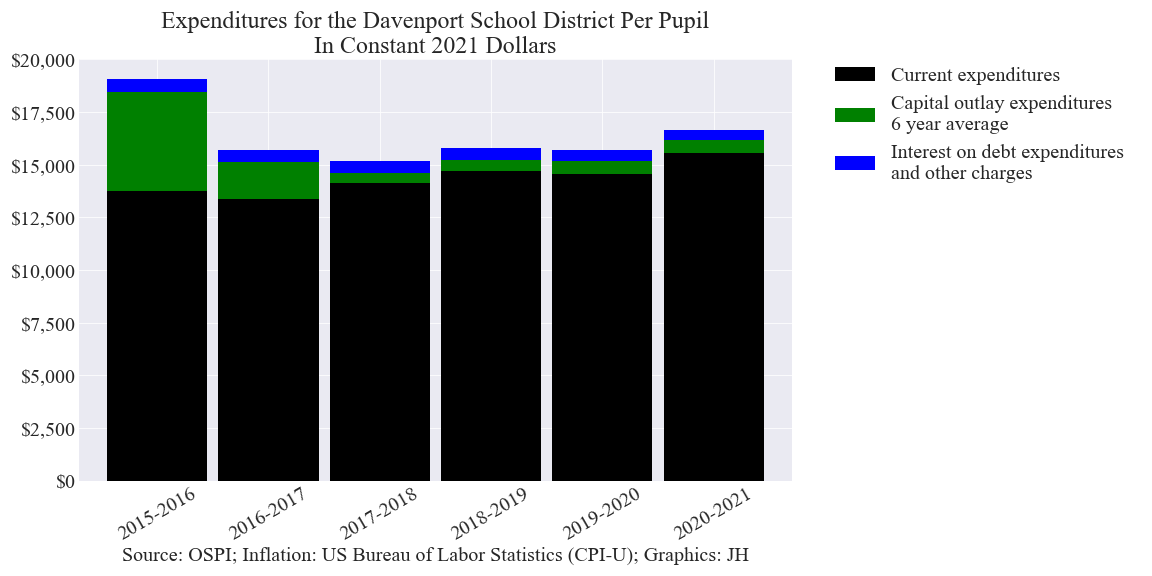 Expenditures for the Davenport School District Per Pupil
In Constant 2021 Dollars
$20,000
$17,500
$15,000
$12,500
$10,000
$7,500
$5,000
$2,500
$0
2015-2016
2016-2017
2017-2018
2018-2019
2019-2020
2020-2021
Source: OSPI; Inflation: US Bureau of Labor Statistics (CPI-U); Graphics: JH
Current expenditures
Capital outlay expenditures
6 year average
Interest on debt expenditures
and other charges